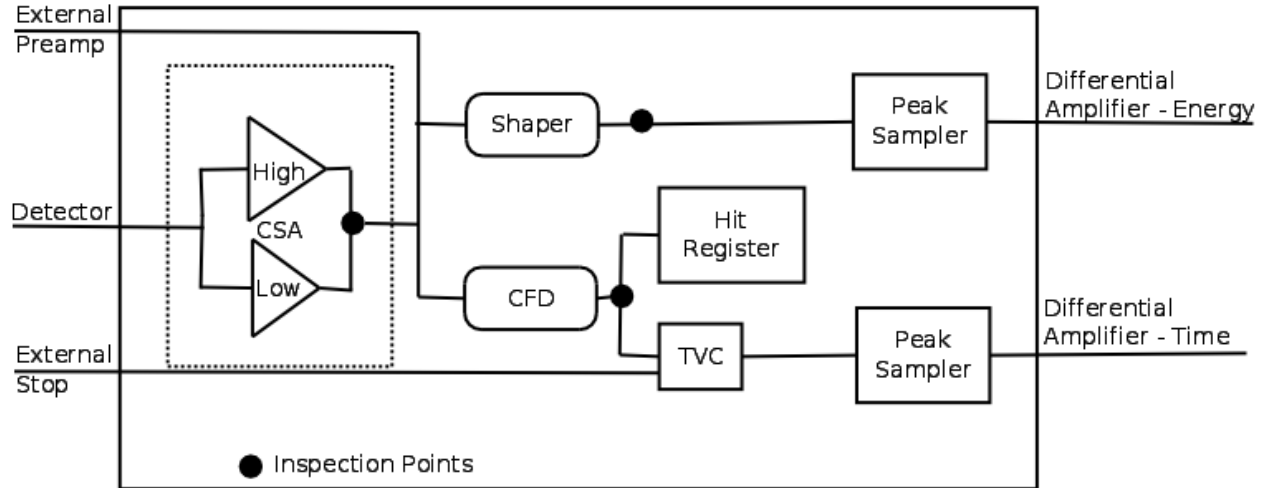 External
Preamp
Differential
Amplifier - Energy
Peak
Sampler
Shaper
High
Detector
CSA
Hit
Register
Low
CFD
Differential
Amplifier - Time
External
Stop
TVC
Peak
Sampler
Inspection Points